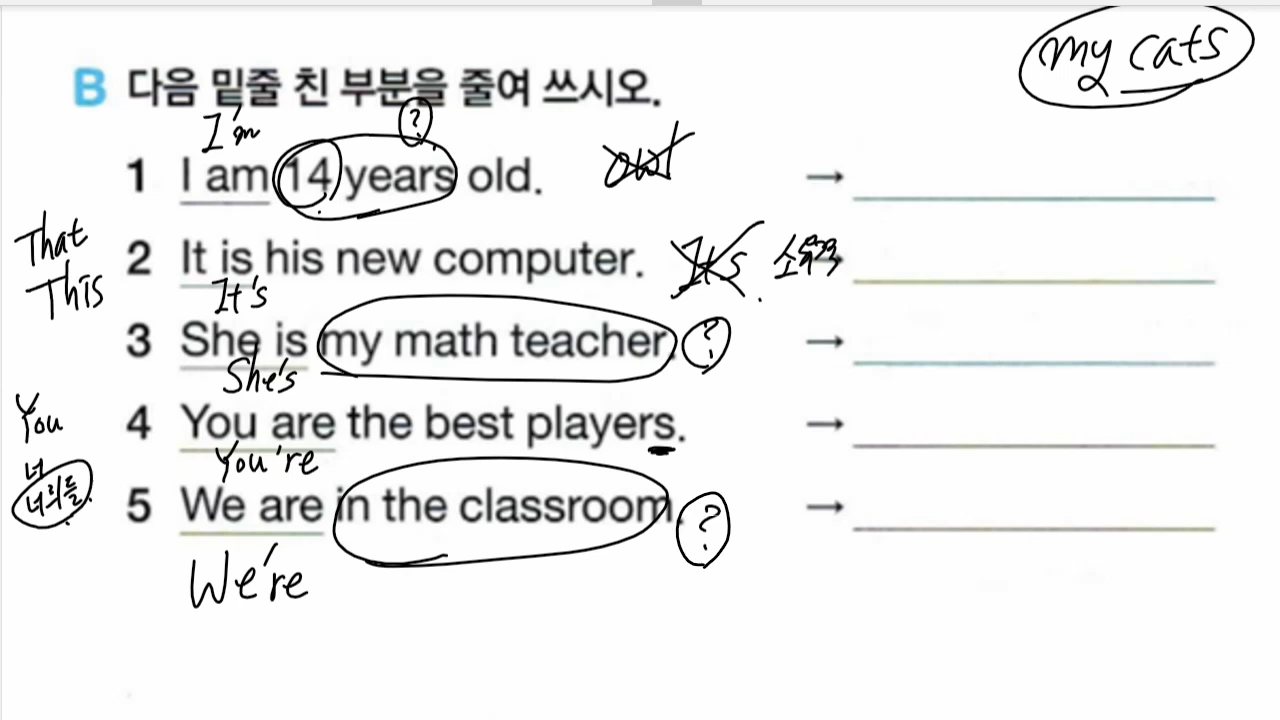 my cats
B 다음 밑줄 친 부분을 줄여 쓰시오.
I'm ?
1 I am 14 years old. out →
That
2 It is his new computer. Its 소유격 →
This
It's
3 She is my math teacher. ? →
She's
You
4 You are the best players. →
You're
너
너희들
5 We are in the classroom. ? →
We're